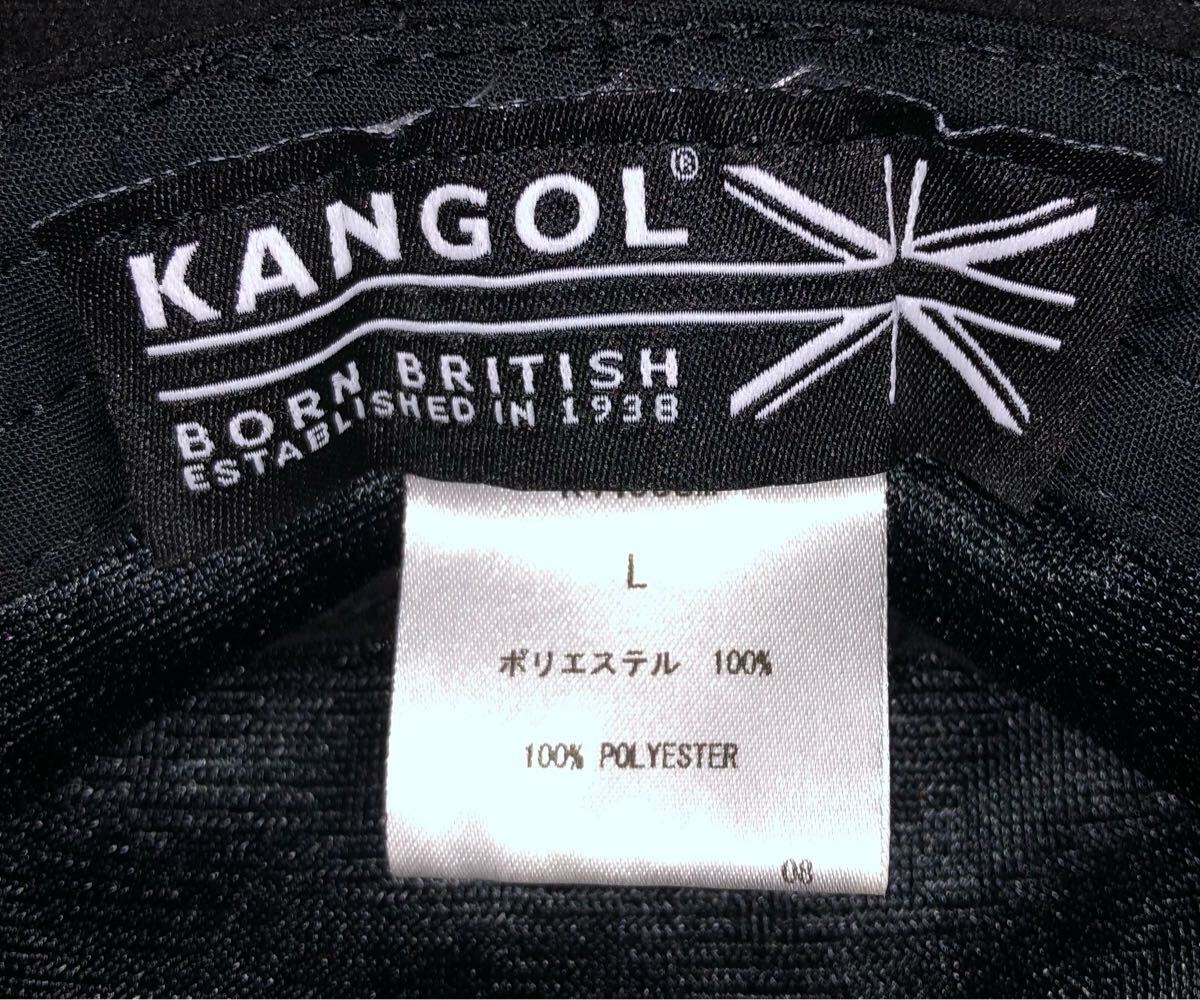 KANGOL®
BORN BRITISH
ESTABLISHED IN 1938
L
ポリエステル 100%
100% POLYESTER
08